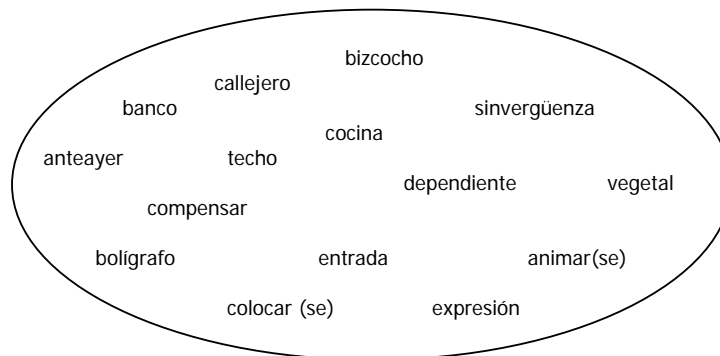 bizcocho
callejero
banco
sinvergüenza
cocina
anteayer
techo
dependiente
vegetal
compensar
bolígrafo
entrada
animar(se)
colocar (se)
expresión